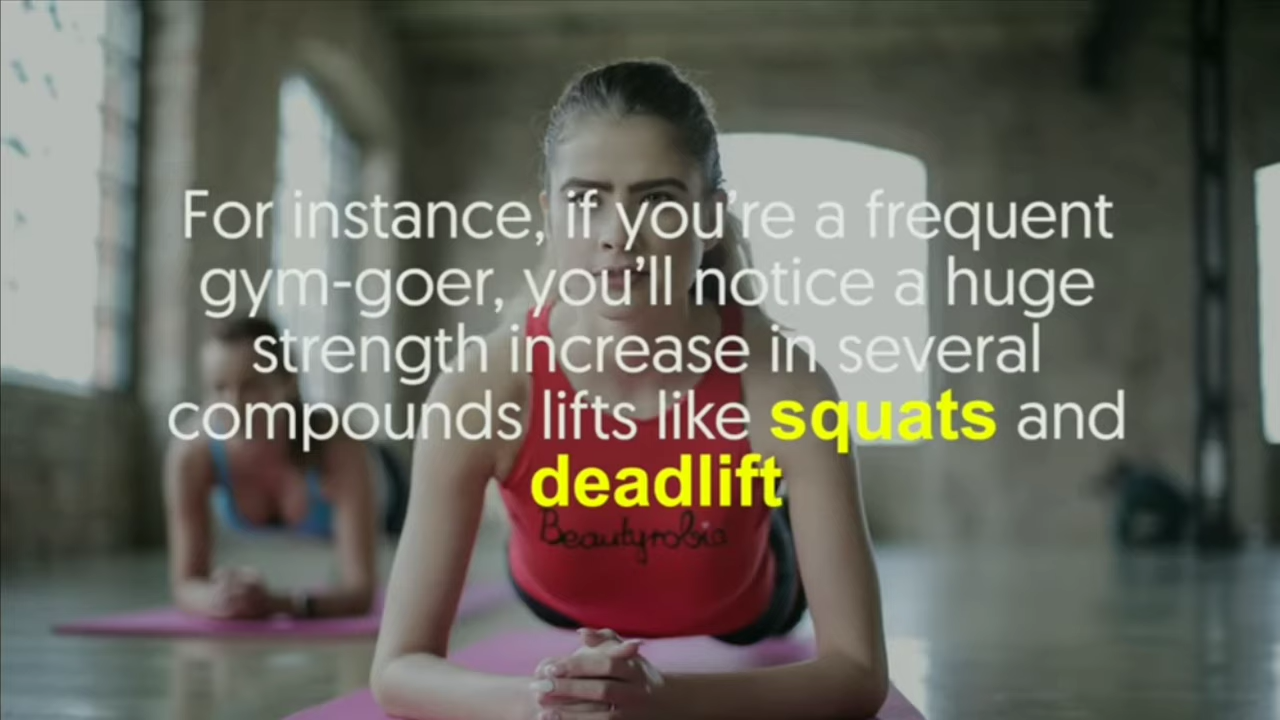 For instance, if you're a frequent
gym-goer, you'll notice a huge
strength increase in several
compounds lifts like squats and
deadlift
Beautyrobia